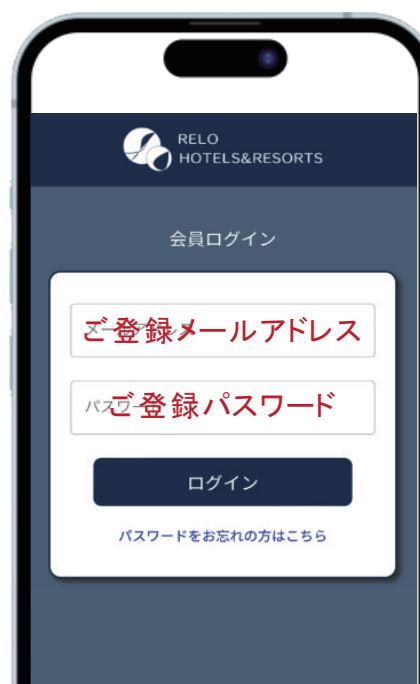 RELO
HOTELS&RESORTS
会員ログイン
ご登録メールアドレス
ご登録パスワード
ログイン
パスワードをお忘れの方はこちら